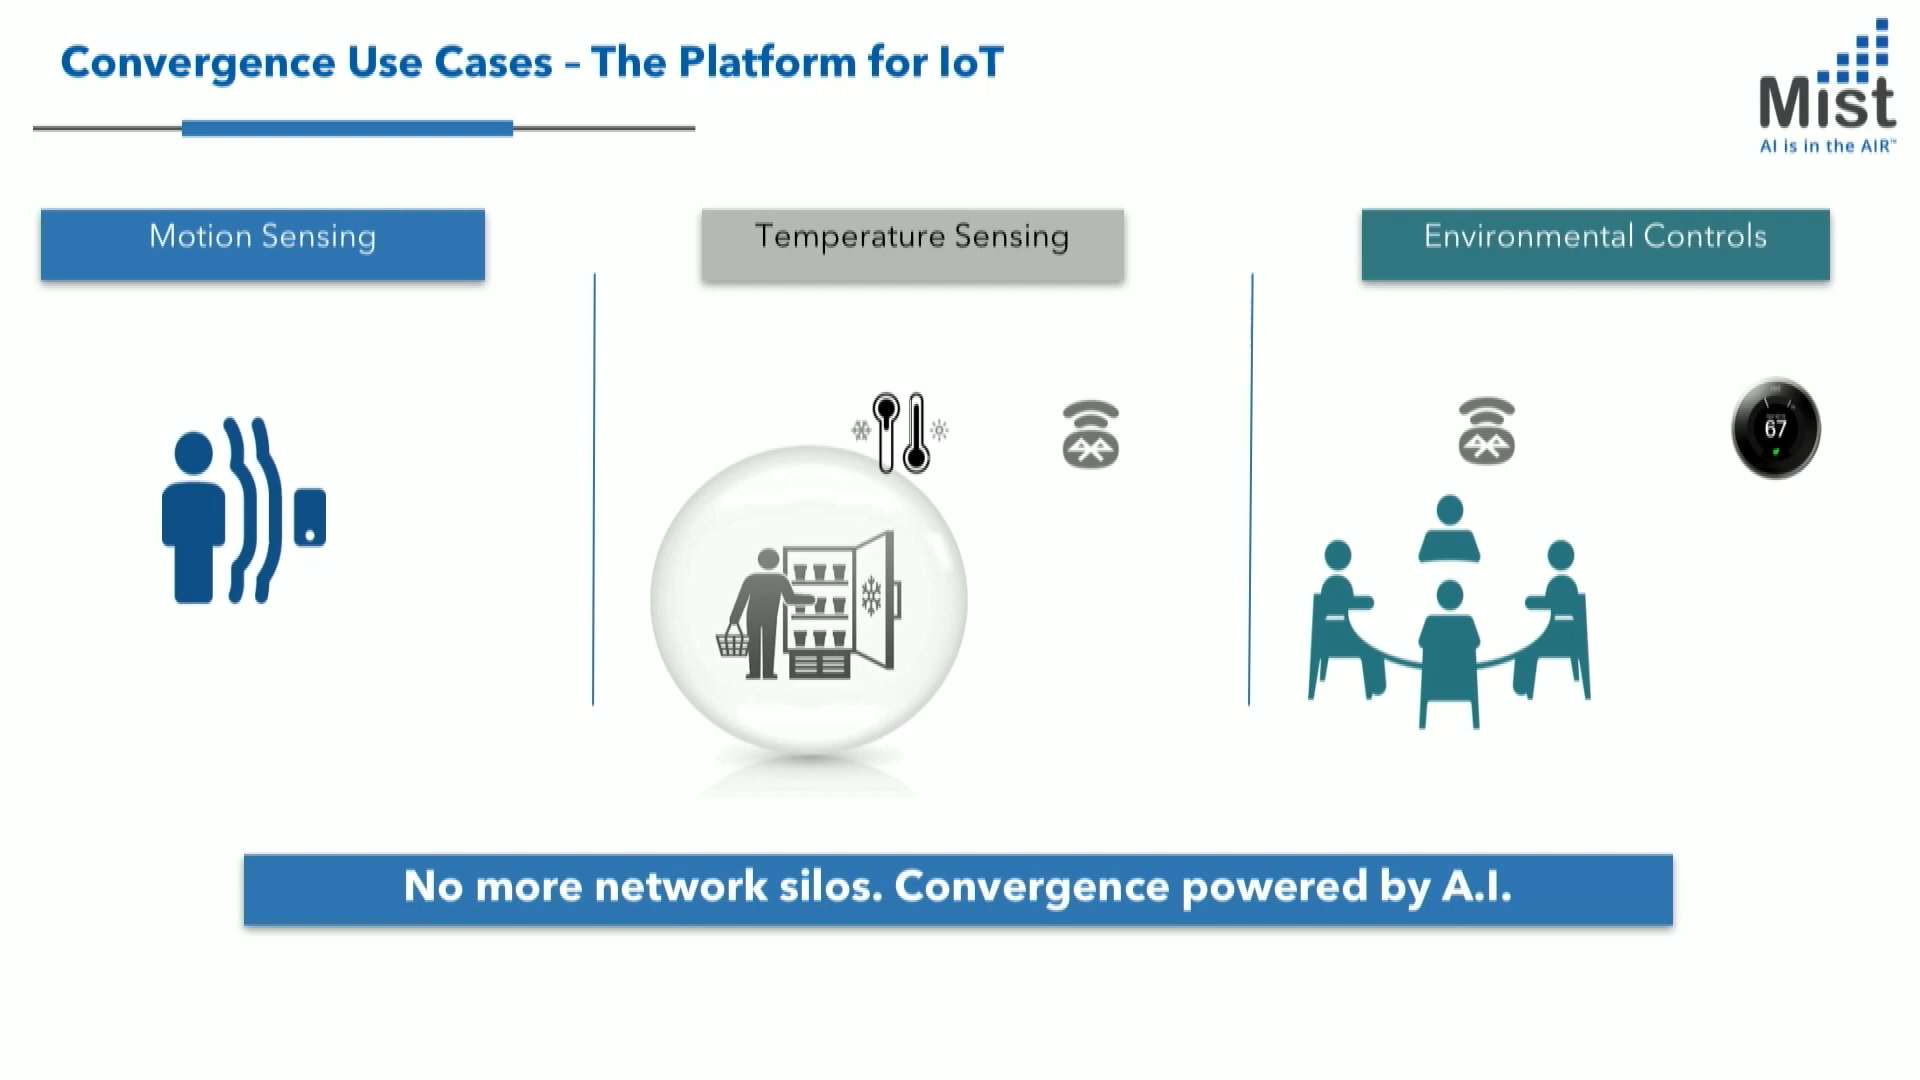 Convergence Use Cases – The Platform for IoT
Mist
AI is in the AIR™
Motion Sensing
Temperature Sensing
Environmental Controls
67
No more network silos. Convergence powered by A.I.